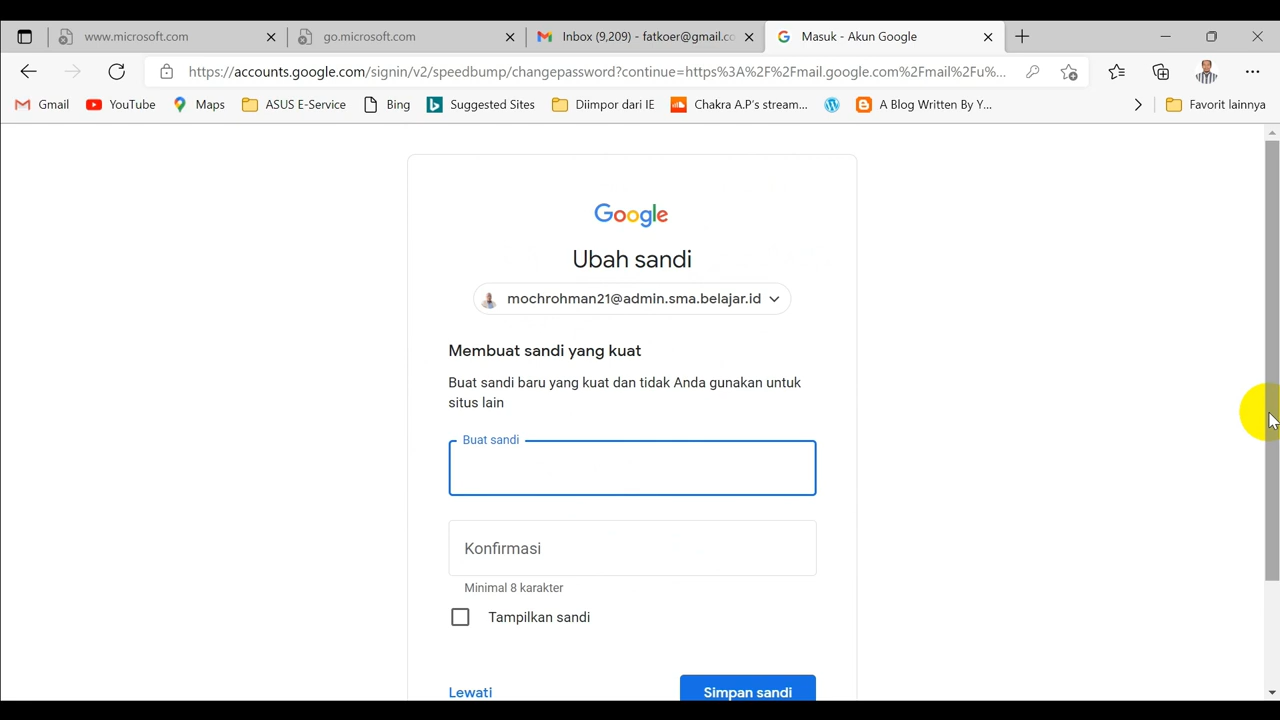 www.microsoft.com
go.microsoft.com
Inbox (9,209) - fatkoer@gmail.co
Masuk - Akun Google
https://accounts.google.com/signin/v2/speedbump/changepassword?continue=https%3A%2F%2Fmail.google.com%2Fmail%2Fu%...
Gmail
YouTube
Maps
ASUS E-Service
Bing
Suggested Sites
Diimpor dari IE
Chakra A.P's stream...
A Blog Written By Y...
Favorit lainnya
Google
Ubah sandi
mochrohman21@admin.sma.belajar.id
Membuat sandi yang kuat
Buat sandi baru yang kuat dan tidak Anda gunakan untuk
situs lain
Buat sandi
Konfirmasi
Minimal 8 karakter
Tampilkan sandi
Lewati
Simpan sandi